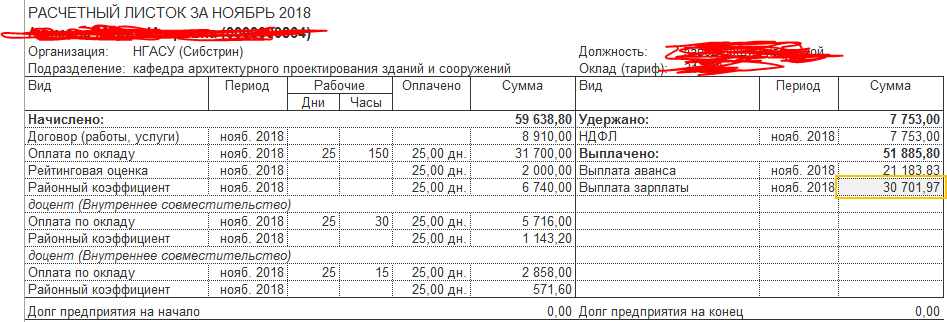 РАСЧЕТНЫЙ ЛИСТОК ЗА НОЯБРЬ 2018
Организация: НГАСУ (Сибстрин) Должность:
Подразделение: кафедра архитектурного проектирования зданий и сооружений Оклад (тариф):
Вид Период Рабочие Оплачено Сумма Вид Период Сумма
Дни Часы
Начислено: 59 638,80 Удержано: 7 753,00
Договор (работы, услуги) нояб. 2018 8 910,00 НДФЛ нояб. 2018 7 753,00
Оплата по окладу нояб. 2018 25 150 25,00 дн. 31 700,00 Выплачено: 51 885,80
Рейтинговая оценка нояб. 2018 25,00 дн. 2 000,00 Выплата аванса нояб. 2018 21 183,83
Районный коэффициент нояб. 2018 25,00 дн. 6 740,00 Выплата зарплаты нояб. 2018 30 701,97
доцент (Внутреннее совместительство)
Оплата по окладу нояб. 2018 25 30 25,00 дн. 5 716,00
Районный коэффициент нояб. 2018 25,00 дн. 1 143,20
доцент (Внутреннее совместительство)
Оплата по окладу нояб. 2018 25 15 25,00 дн. 2 858,00
Районный коэффициент нояб. 2018 25,00 дн. 571,60
Долг предприятия на начало 0,00 Долг предприятия на конец 0,00